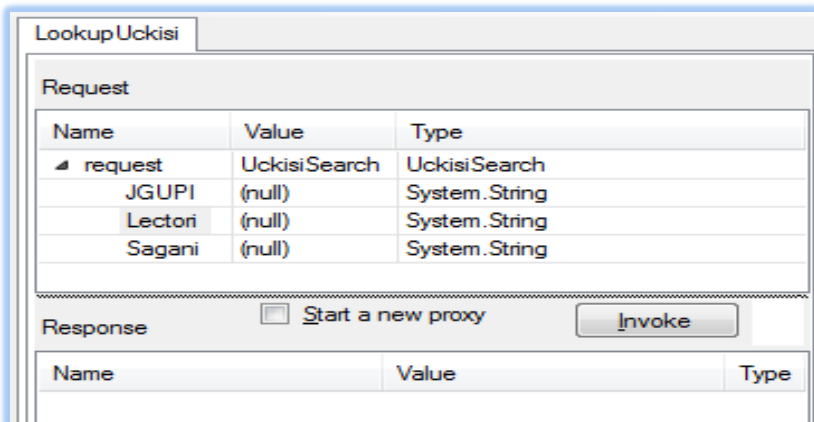 LookupUckisi
Request
Name Value Type
request UckisiSearch UckisiSearch
JGUPI (null) System.String
Lectori (null) System.String
Sagani (null) System.String
Response Start a new proxy Invoke
Name Value Type